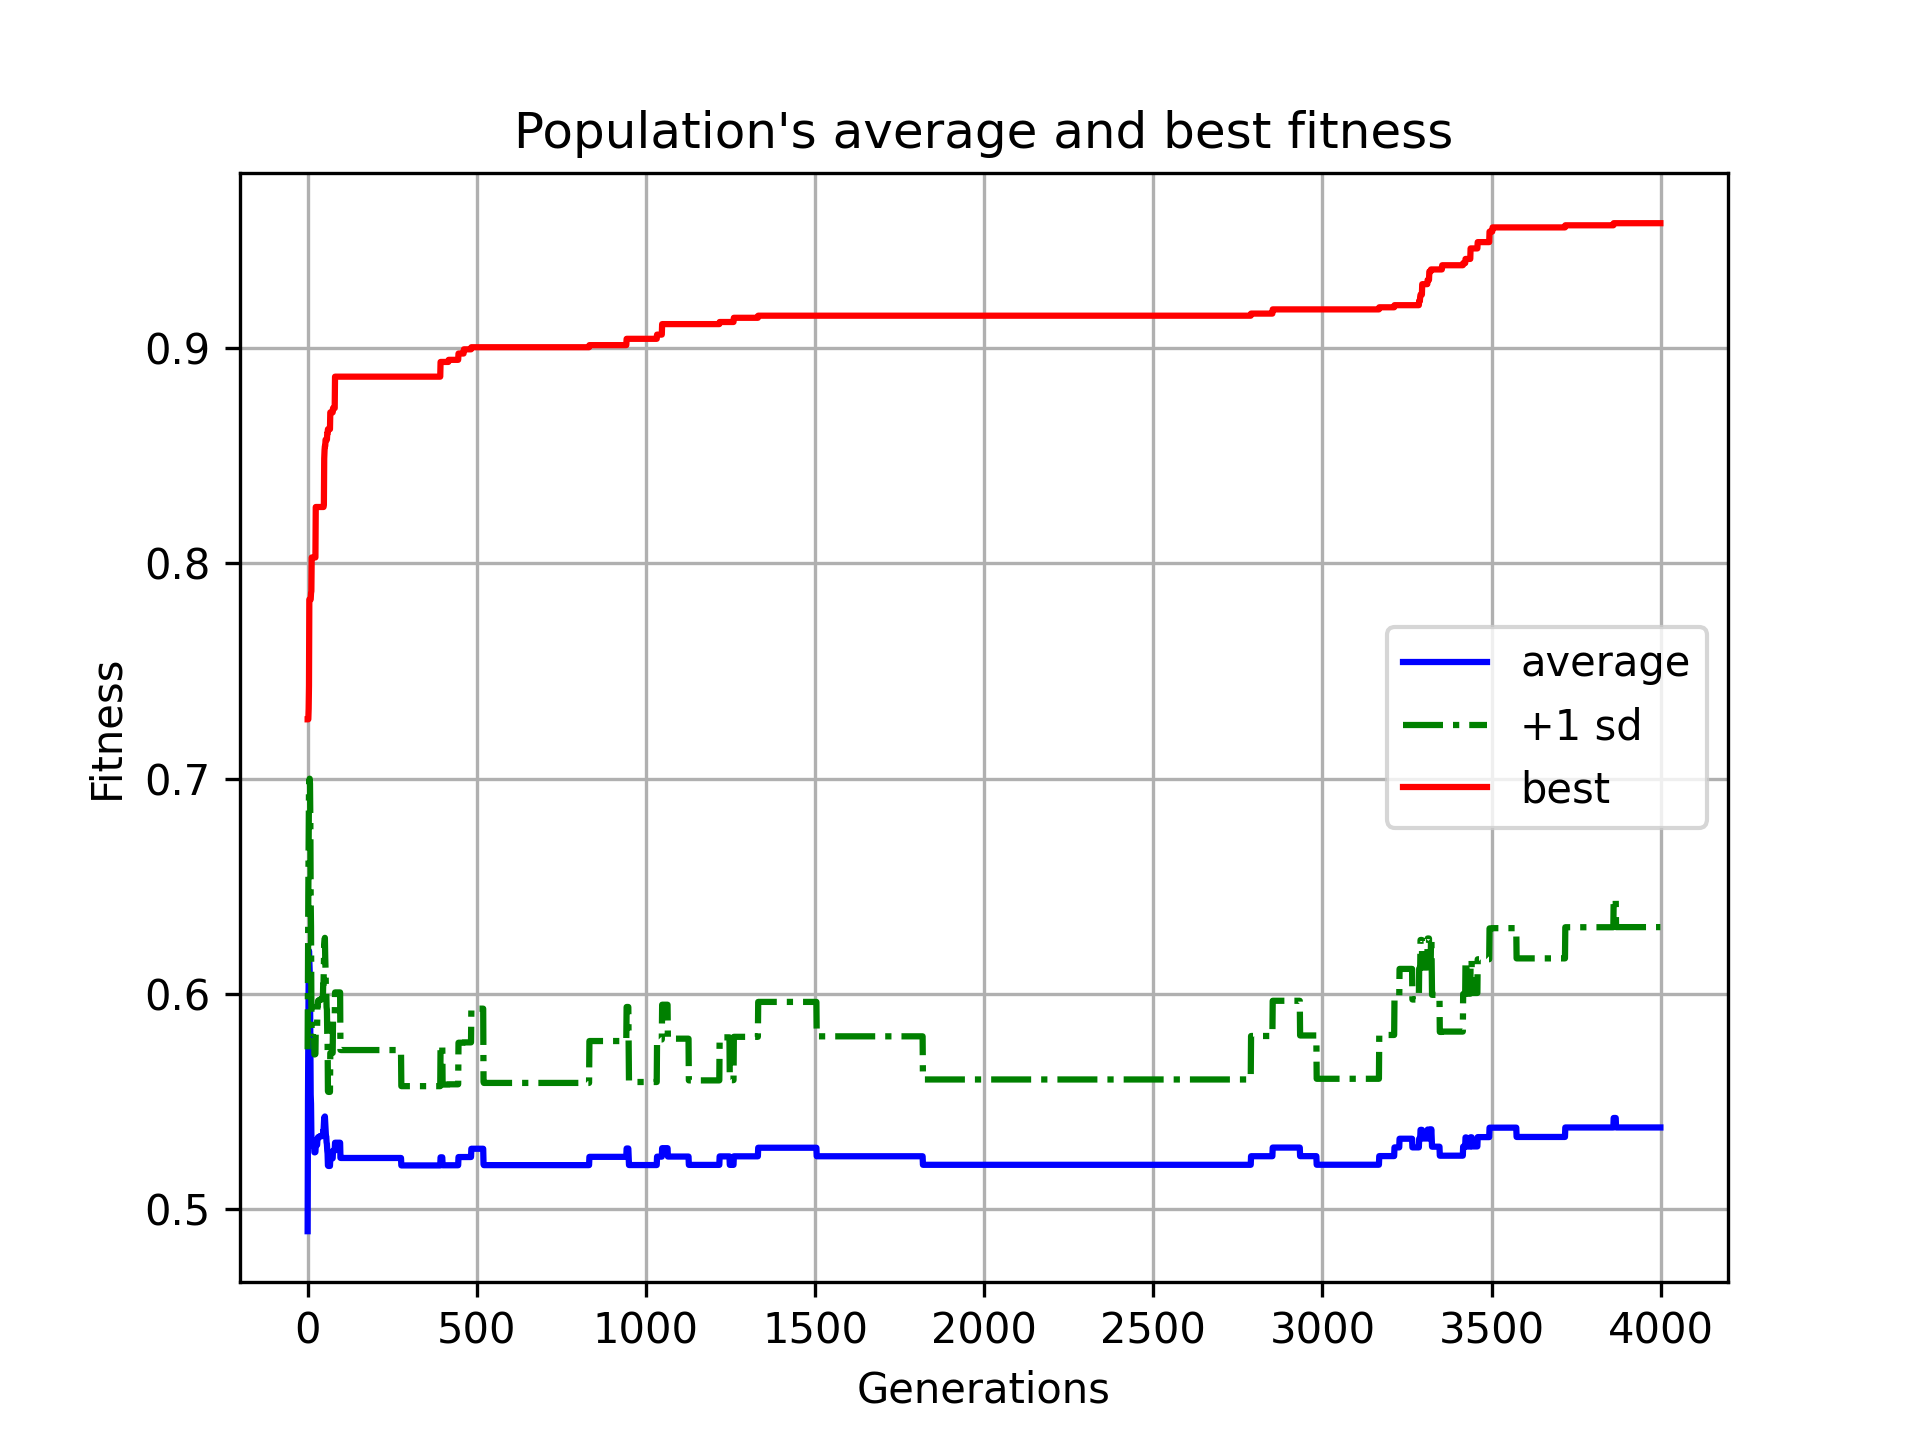 Population's average and best fitness
Fitness
0.9
0.8
0.7
0.6
0.5
average
+1 sd
best
0 500 1000 1500 2000 2500 3000 3500 4000
Generations